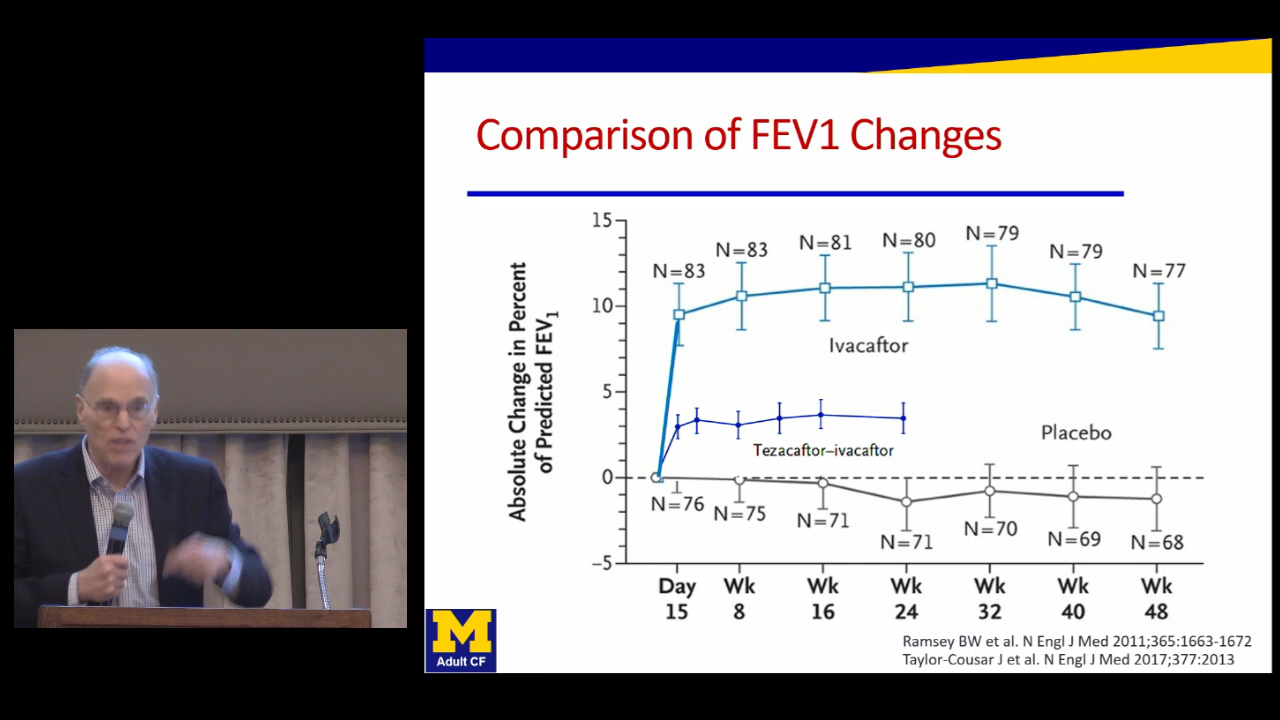 Comparison of FEV1 Changes
Absolute Change in Percent
of Predicted FEV1
15
10
5
0
−5
N=83
N=83
N=81
N=80
N=79
N=79
N=77
Ivacaftor
Tezacaftor–ivacaftor
Placebo
N=76
N=75
N=71
N=71
N=70
N=69
N=68
Day
15
Wk
8
Wk
16
Wk
24
Wk
32
Wk
40
Wk
48
M
Adult CF
Ramsey BW et al. N Engl J Med 2011;365:1663-1672
Taylor-Cousar J et al. N Engl J Med 2017;377:2013